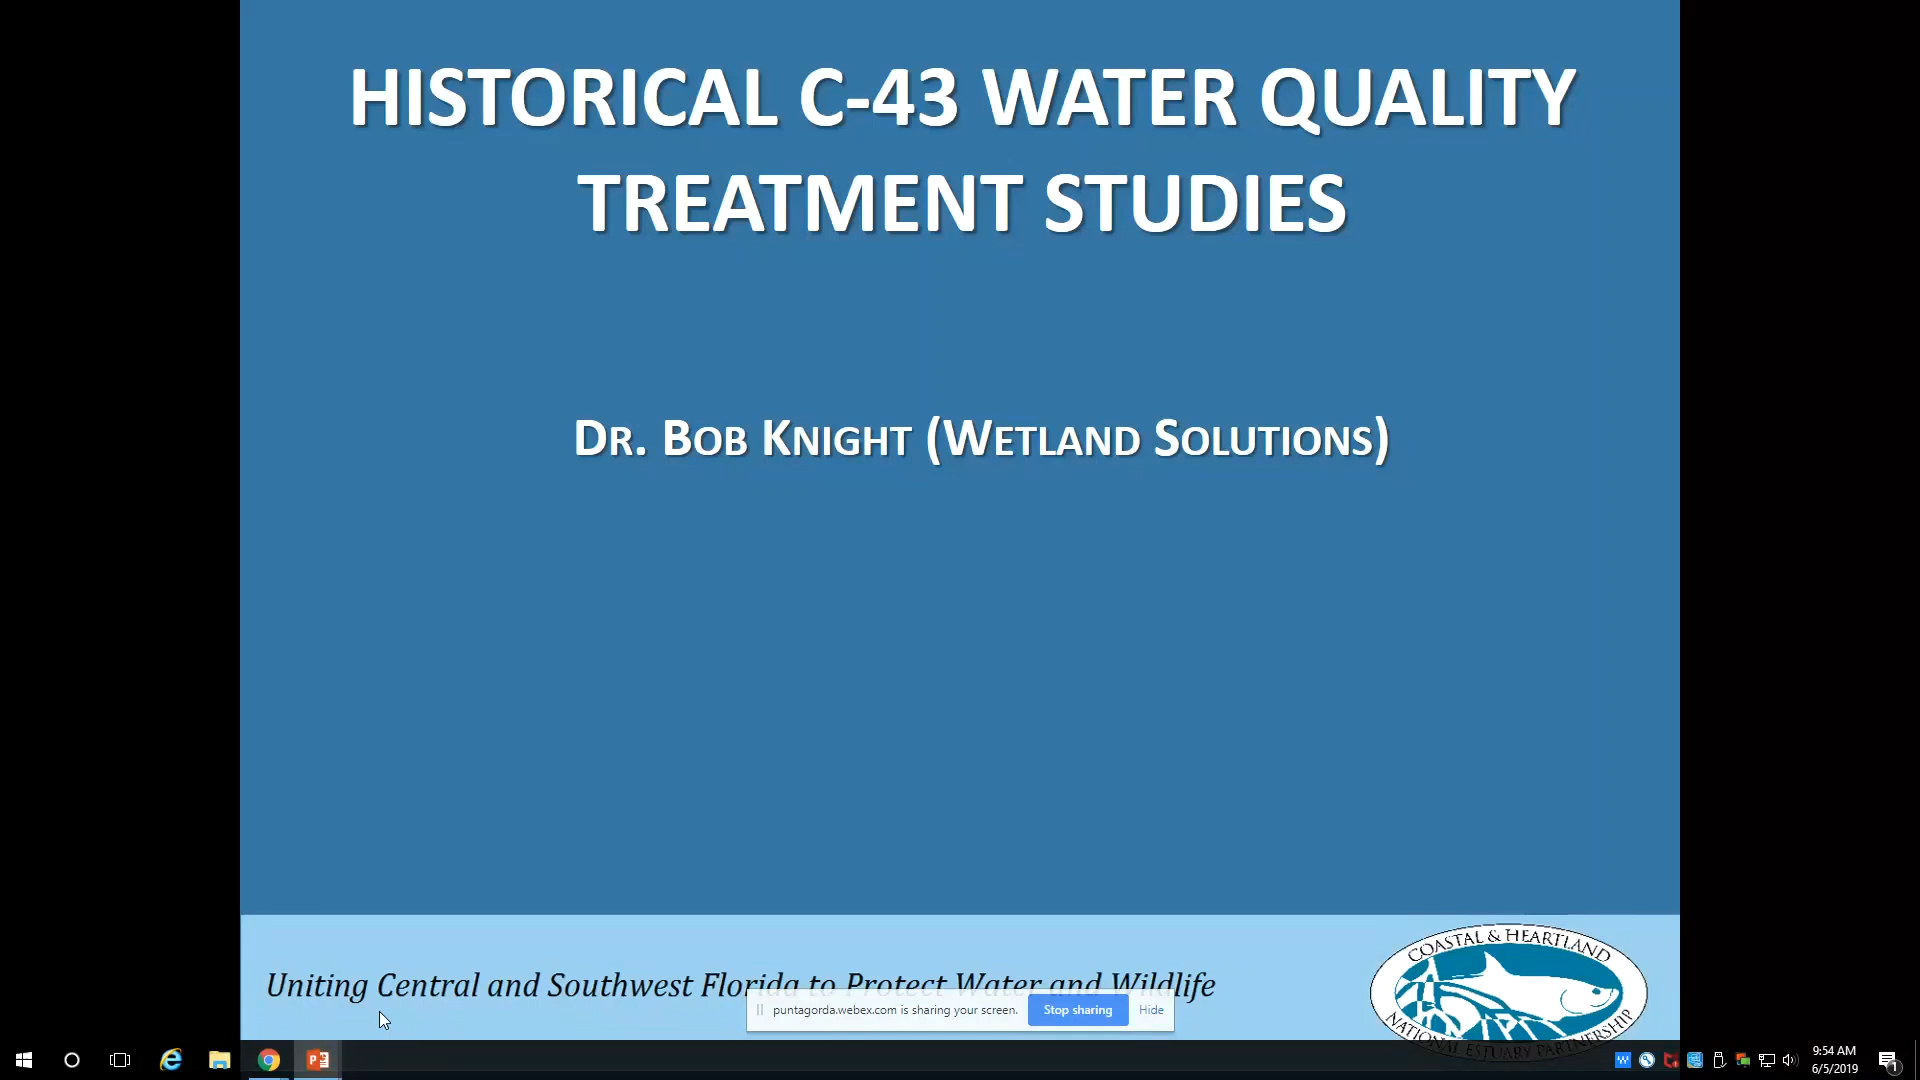 HISTORICAL C-43 WATER QUALITY
TREATMENT STUDIES
DR. BOB KNIGHT (WETLAND SOLUTIONS)
Uniting Central and Southwest Florida to Protect Water and Wildlife
COASTAL & HEARTLAND
NATIONAL ESTUARY PARTNERSHIP
puntagorda.webex.com is sharing your screen.
Stop sharing
Hide
9:54 AM
6/5/2019
1